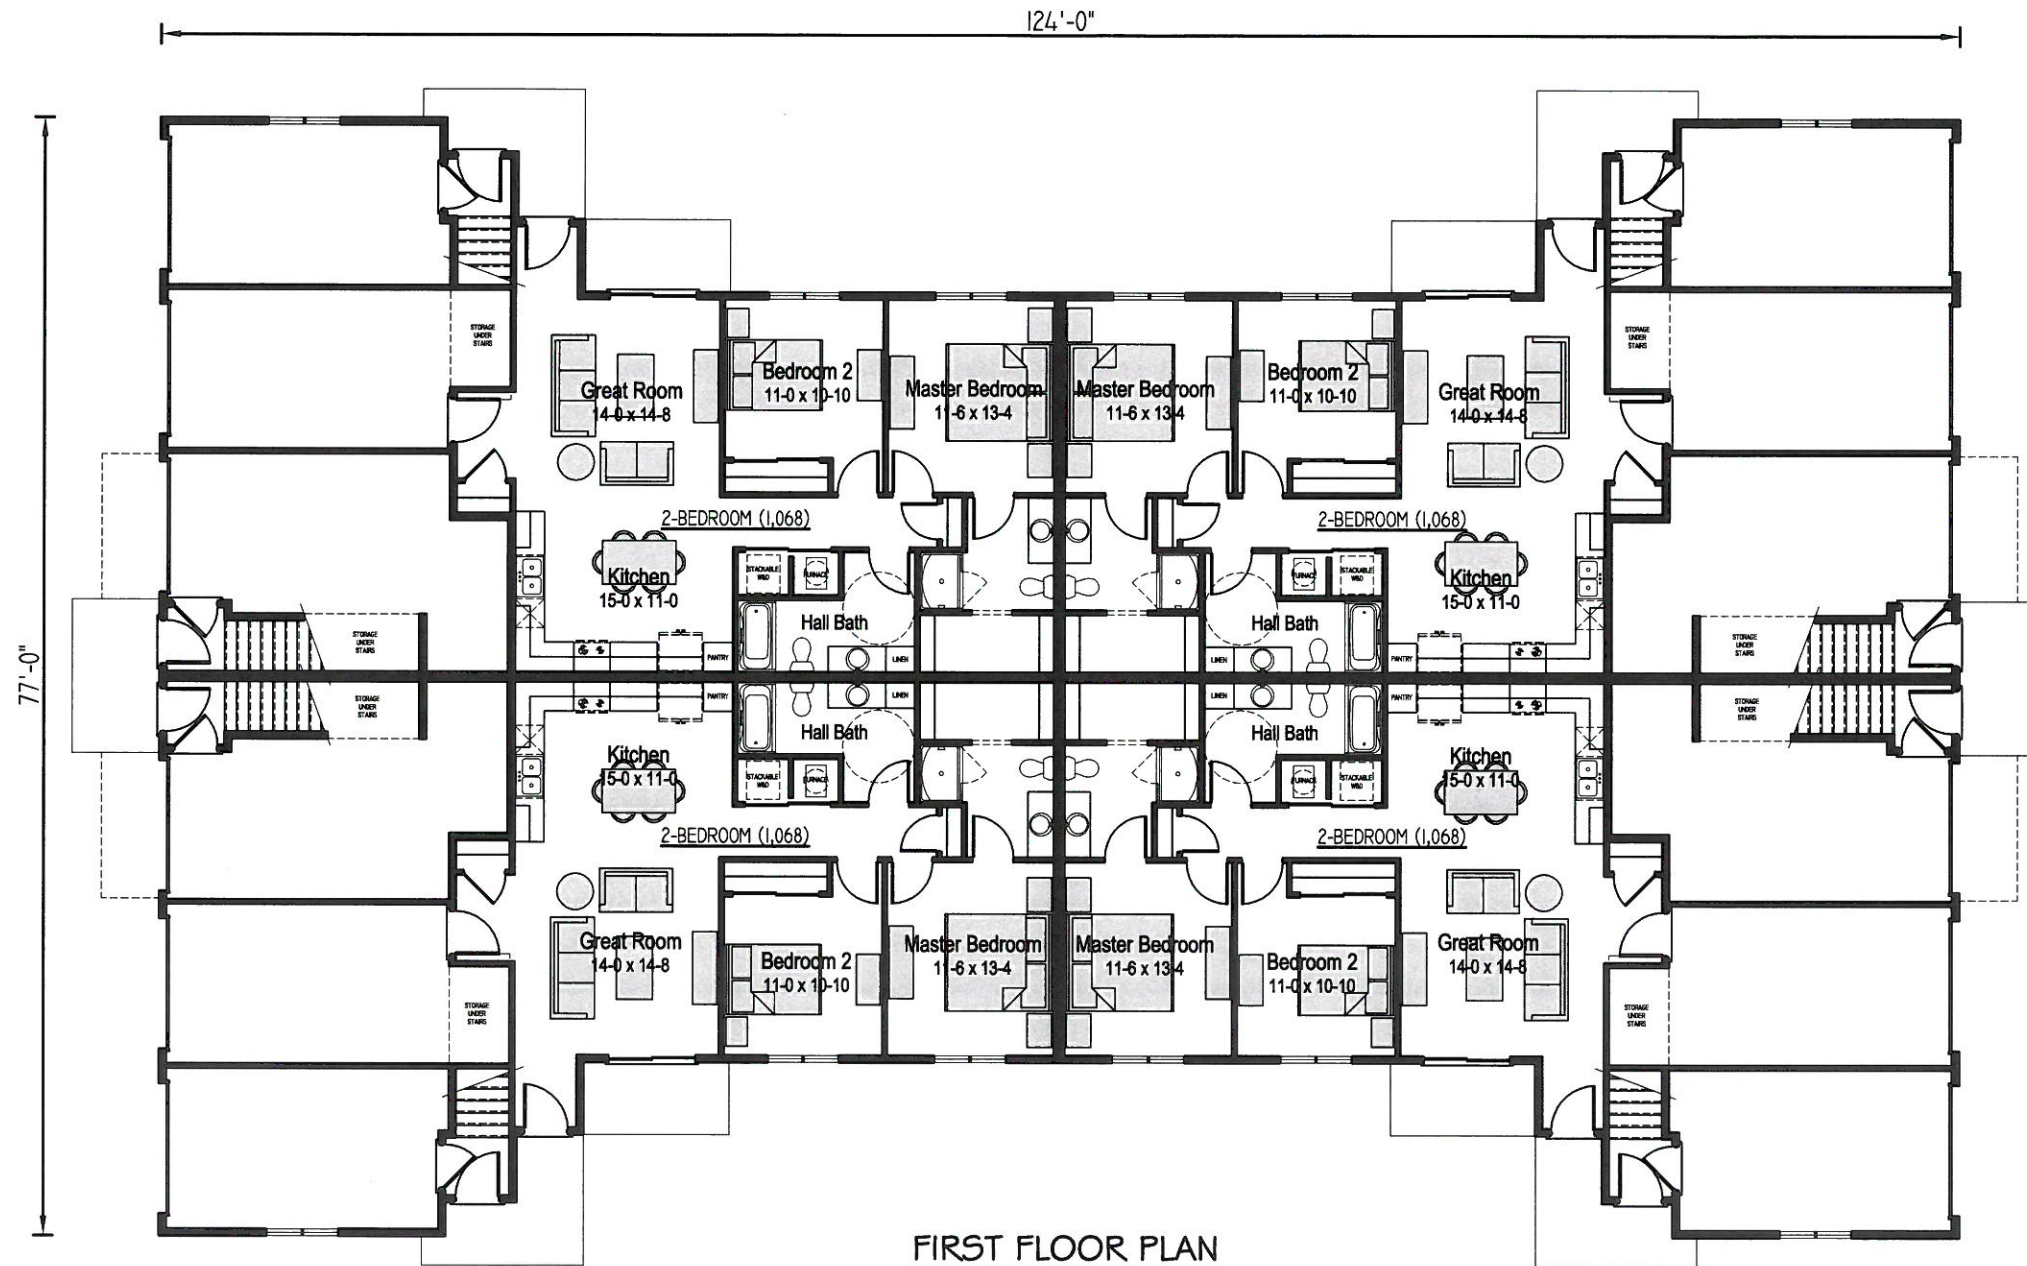 124'-0"
77'-0"
STORAGE
UNDER
STAIRS
STORAGE
UNDER
STAIRS
Great Room
14-0 x 14-8
Bedroom 2
11-0 x 10-10
Master Bedroom
11-6 x 13-4
Master Bedroom
11-6 x 13-4
Bedroom 2
11-0 x 10-10
Great Room
14-0 x 14-8
2-BEDROOM (1,068)
2-BEDROOM (1,068)
Kitchen
15-0 x 11-0
STACKABLE
W&D
FURNACE
FURNACE
STACKABLE
W&D
Kitchen
15-0 x 11-0
Hall Bath
Hall Bath
STORAGE
UNDER
STAIRS
PANTRY
LINEN
LINEN
PANTRY
STORAGE
UNDER
STAIRS
STORAGE
UNDER
STAIRS
PANTRY
LINEN
LINEN
PANTRY
STORAGE
UNDER
STAIRS
Hall Bath
Hall Bath
Kitchen
15-0 x 11-0
STACKABLE
W&D
FURNACE
FURNACE
STACKABLE
W&D
Kitchen
15-0 x 11-0
2-BEDROOM (1,068)
2-BEDROOM (1,068)
Great Room
14-0 x 14-8
Bedroom 2
11-0 x 10-10
Master Bedroom
11-6 x 13-4
Master Bedroom
11-6 x 13-4
Bedroom 2
11-0 x 10-10
Great Room
14-0 x 14-8
STORAGE
UNDER
STAIRS
STORAGE
UNDER
STAIRS
FIRST FLOOR PLAN